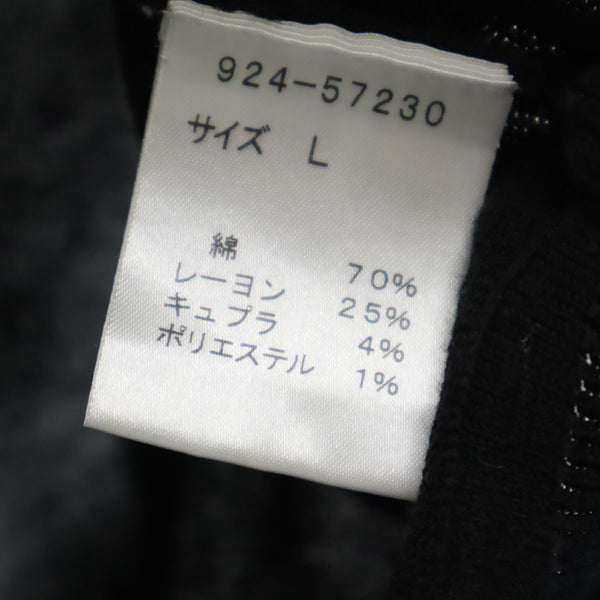 924-57230
サイズ L
綿 70%
レーヨン 25%
キュプラ 4%
ポリエステル 1%